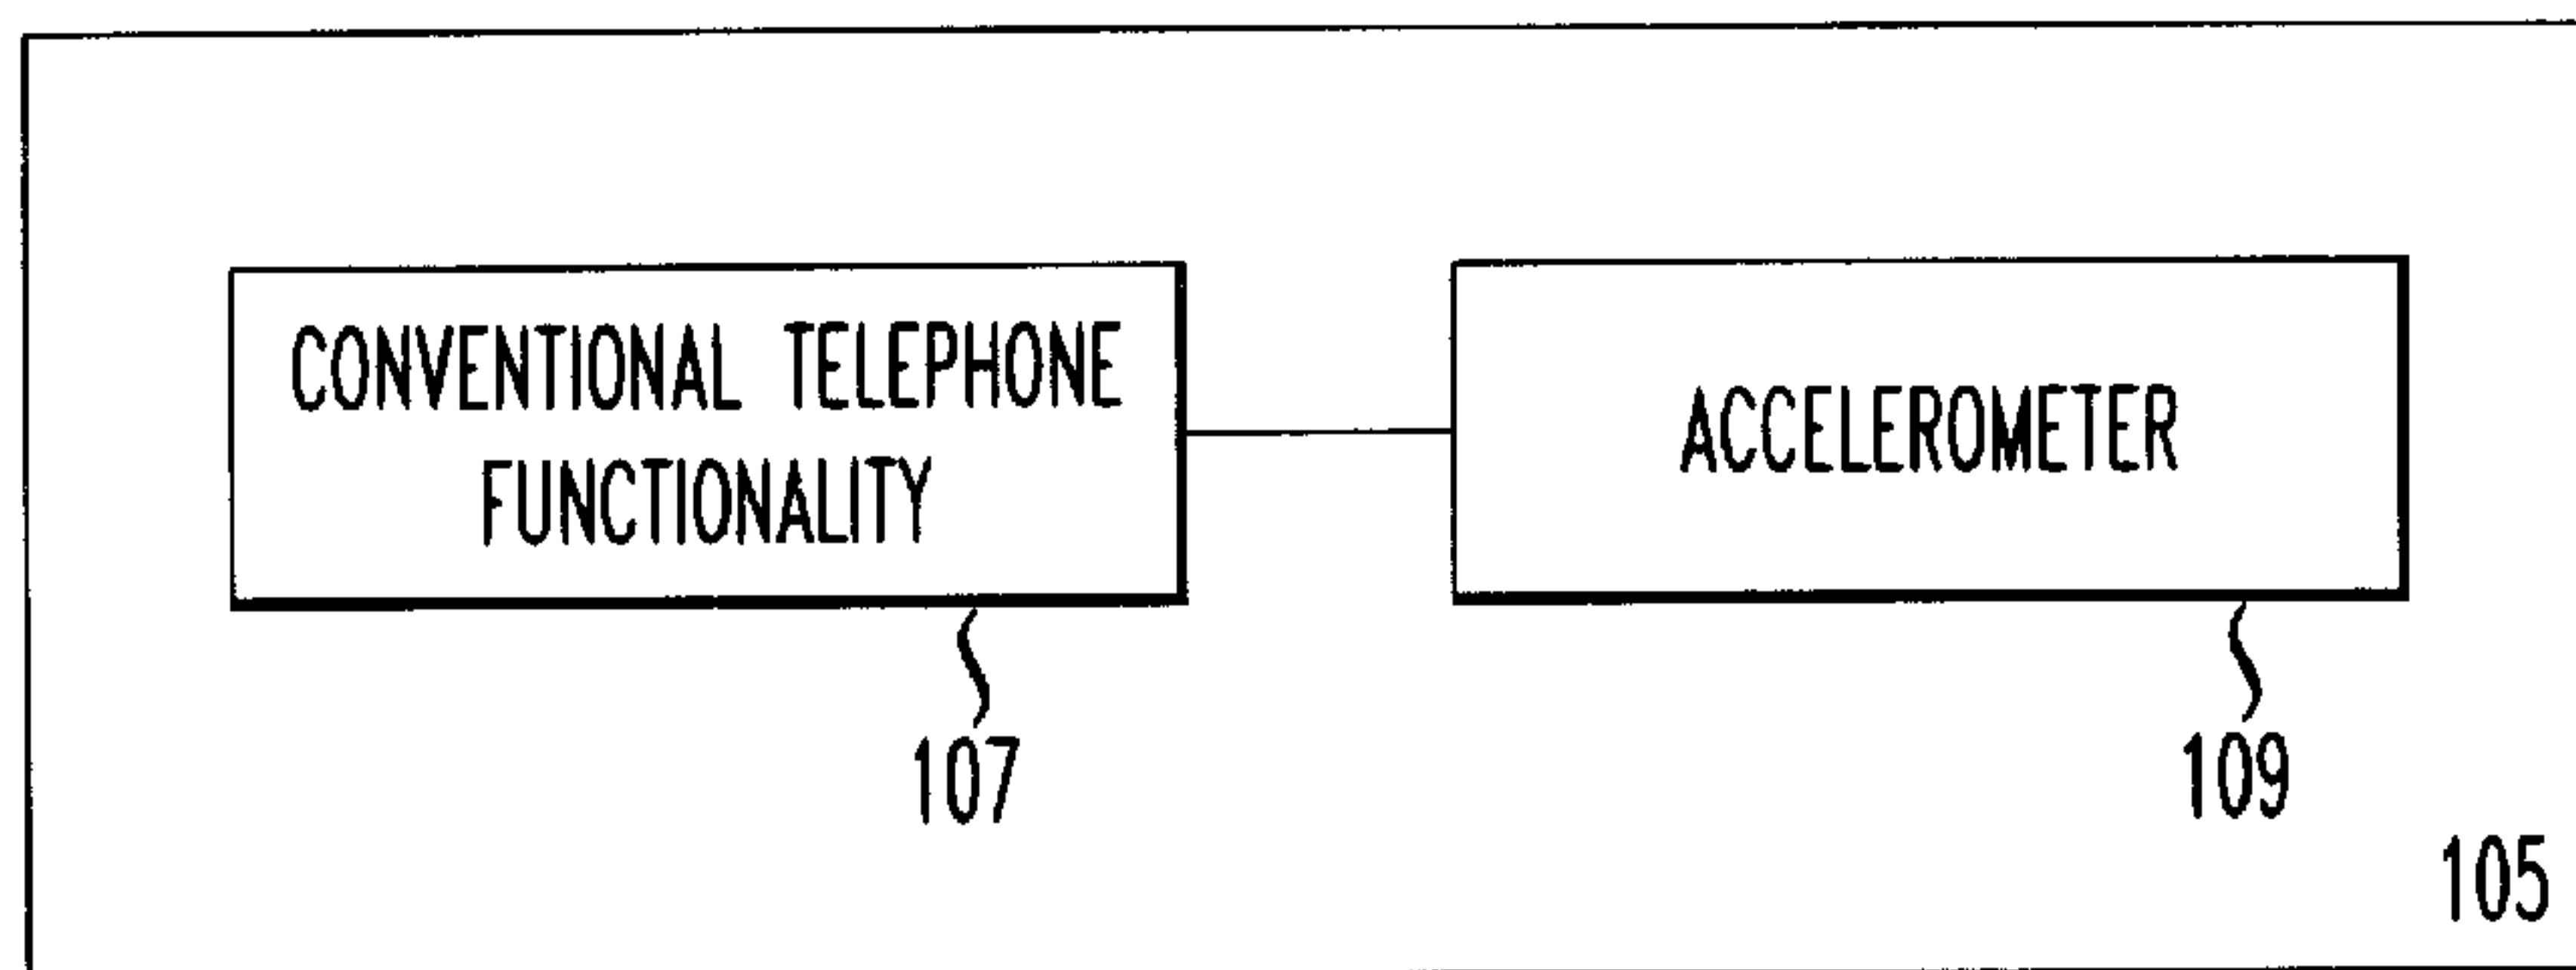 CONVENTIONAL TELEPHONE
FUNCTIONALITY
ACCELEROMETER
107
109
105